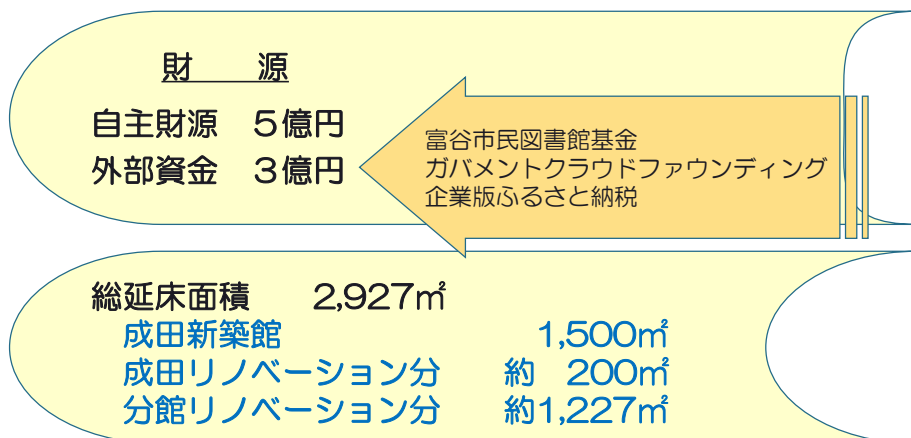 財　　源
自主財源　５億円
外部資金　３億円
富谷市民図書館基金
ガバメントクラウドファウンディング
企業版ふるさと納税
総延床面積　　2,927㎡
成田新築館　　　　　　　　1,500㎡
成田リノベーション分　　約　200㎡
分館リノベーション分　　約1,227㎡